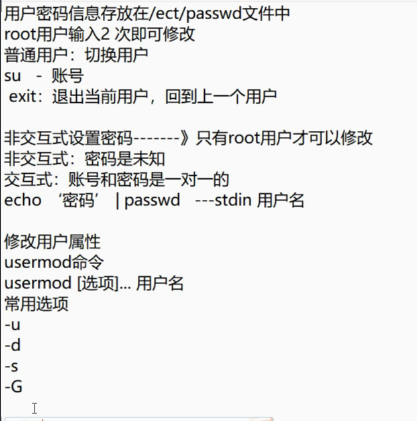 用户密码信息存放在/ect/passwd文件中
root用户输入2 次即可修改
普通用户：切换用户
su - 账号
exit：退出当前用户，回到上一个用户
非交互式设置密码-------》只有root用户才可以修改
非交互式：密码是未知
交互式：账号和密码是一对一的
echo ‘密码’ | passwd ---stdin 用户名
修改用户属性
usermod命令
usermod [选项]... 用户名
常用选项
-u
-d
-s
-G